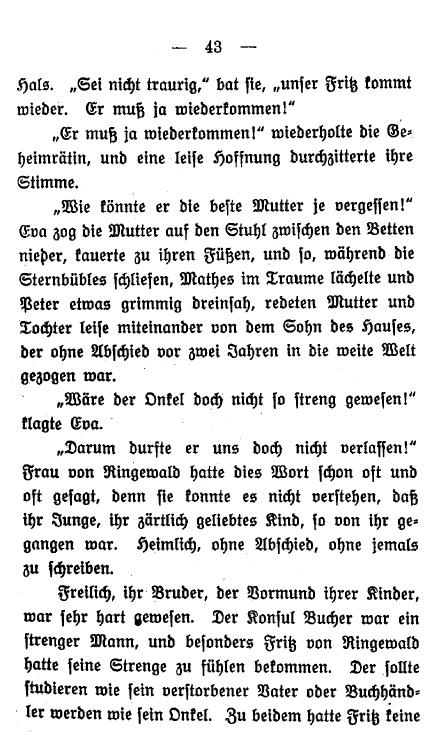 — 43 —
Hals. „Sei nicht traurig,“ bat sie, „unser Fritz kommt
wieder. Er muß ja wiederkommen!“
„Er muß ja wiederkommen!“ wiederholte die Ge-
heimrätin, und eine leise Hoffnung durchzitterte ihre
Stimme.
„Wie könnte er die beste Mutter je vergessen!“
Eva zog die Mutter auf den Stuhl zwischen den Betten
nieder, kauerte zu ihren Füßen, und so, während die
Sternbübles schliefen, Mathes im Traume lächelte und
Peter etwas grimmig dreinsah, redeten Mutter und
Tochter leise miteinander von dem Sohn des Hauses,
der ohne Abschied vor zwei Jahren in die weite Welt
gezogen war.
„Wäre der Onkel doch nicht so streng gewesen!“
klagte Eva.
„Darum durfte er uns doch nicht verlassen!“
Frau von Ringewald hatte dies Wort schon oft und
oft gesagt, denn sie konnte es nicht verstehen, daß
ihr Junge, ihr zärtlich geliebtes Kind, so von ihr ge-
gangen war. Heimlich, ohne Abschied, ohne jemals
zu schreiben.
Freilich, ihr Bruder, der Vormund ihrer Kinder,
war sehr hart gewesen. Der Konsul Bucher war ein
strenger Mann, und besonders Fritz von Ringewald
hatte seine Strenge zu fühlen bekommen. Der sollte
studieren wie sein verstorbener Vater oder Buchhänd-
ler werden wie sein Onkel. Zu beidem hatte Fritz keine